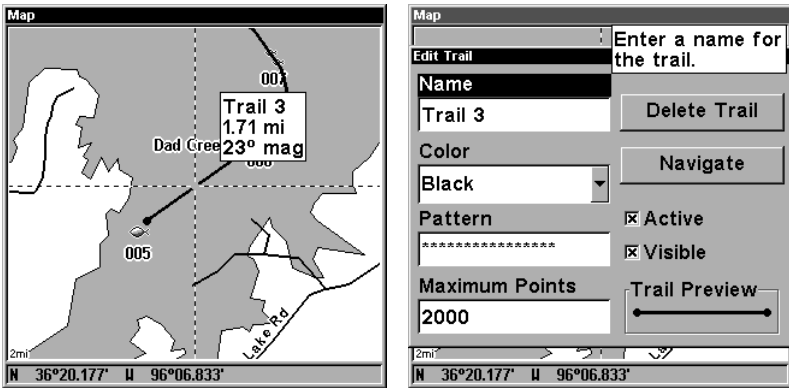 Map
007
Trail 3
1.71 mi
23º mag
Dad Cree
006
005
Lake Rd
2mi
N 36º20.177' W 96º06.833'
Map
Enter a name for
the trail.
Edit Trail
Name
Trail 3
Delete Trail
Color
Black
Navigate
Pattern
****************
Active
Visible
Maximum Points
2000
Trail Preview
2mi
N 36º20.177' W 96º06.833'